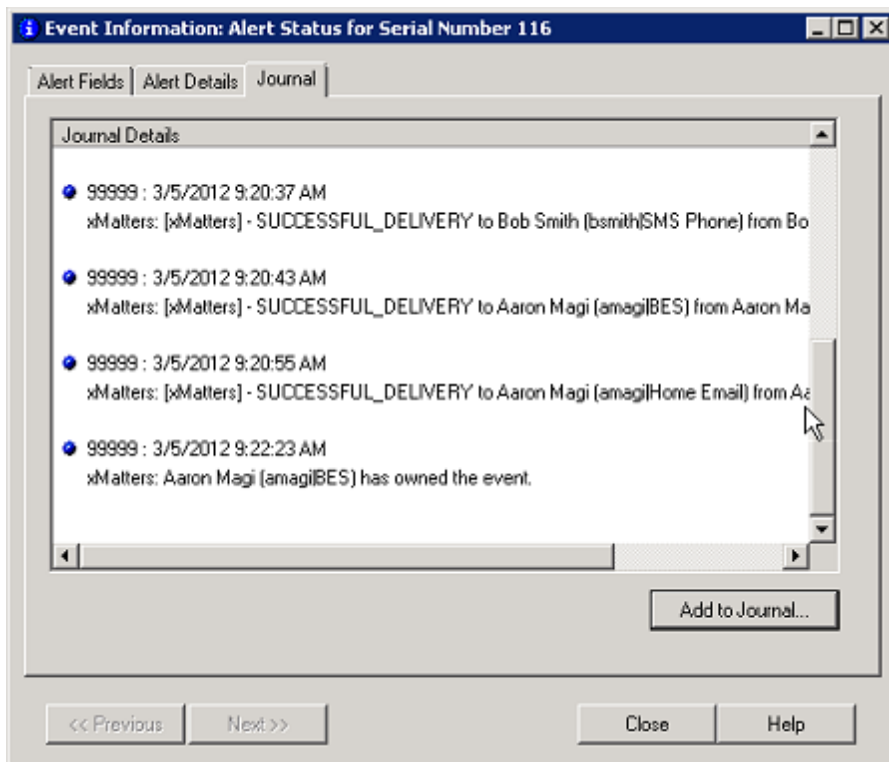 Event Information: Alert Status for Serial Number 116
Alert Fields Alert Details Journal
Journal Details
99999 : 3/5/2012 9:20:37 AM
xMatters: [xMatters] - SUCCESSFUL_DELIVERY to Bob Smith (bsmith|SMS Phone) from Bo
99999 : 3/5/2012 9:20:43 AM
xMatters: [xMatters] - SUCCESSFUL_DELIVERY to Aaron Magi (amagi|BES) from Aaron Ma
99999 : 3/5/2012 9:20:55 AM
xMatters: [xMatters] - SUCCESSFUL_DELIVERY to Aaron Magi (amagi|Home Email) from Aa
99999 : 3/5/2012 9:22:23 AM
xMatters: Aaron Magi (amagi|BES) has owned the event.
Add to Journal...
<< Previous Next >> Close Help